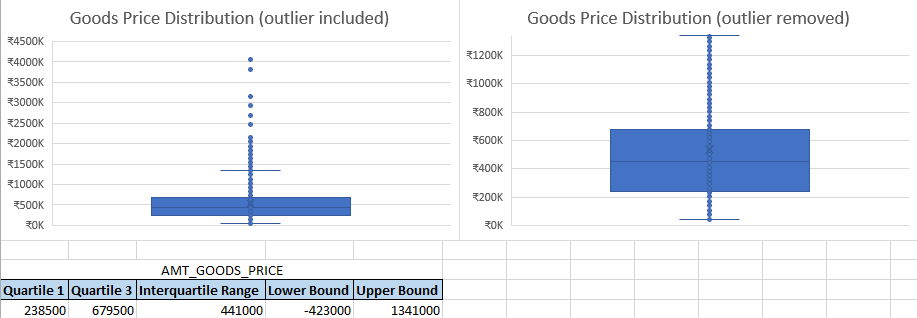 Goods Price Distribution (outlier included)
₹4500K
₹4000K
₹3500K
₹3000K
₹2500K
₹2000K
₹1500K
₹1000K
₹500K
₹0K
Goods Price Distribution (outlier removed)
₹1200K
₹1000K
₹800K
₹600K
₹400K
₹200K
₹0K
AMT_GOODS_PRICE
Quartile 1 Quartile 3 Interquartile Range Lower Bound Upper Bound
238500 679500 441000 -423000 1341000